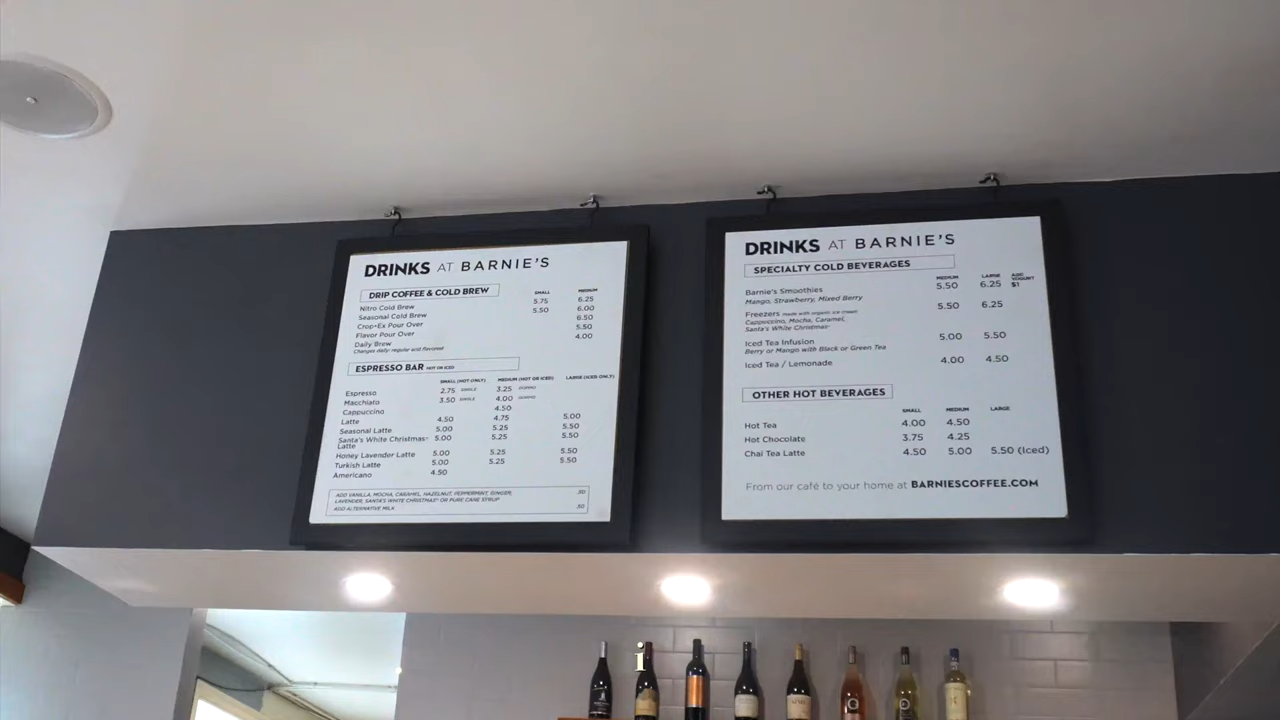 DRINKS AT BARNIE'S
DRIP COFFEE & COLD BREW
SMALL MEDIUM
Nitro Cold Brew 5.75 6.25
Seasonal Cold Brew 5.50 6.00
Crop-Ex Pour Over 6.50
Flavor Pour Over 5.50
Daily Brew 4.00
Changes daily: regular and flavored
ESPRESSO BAR HOT OR ICED
SMALL (HOT ONLY) MEDIUM (HOT OR ICED) LARGE (ICED ONLY)
Espresso 2.75 SINGLE 3.25 DOPPIO
Macchiato 3.50 SINGLE 4.00 DOPPIO
Cappuccino 4.50
Latte 4.50 4.75 5.00
Seasonal Latte 5.00 5.25 5.50
Santa's White Christmas® 5.00 5.25 5.50
Latte
Honey Lavender Latte 5.00 5.25 5.50
Turkish Latte 5.00 5.25 5.50
Americano 4.50
ADD VANILLA, MOCHA, CARAMEL, HAZELNUT, PEPPERMINT, GINGER, .50
LAVENDER, SANTA'S WHITE CHRISTMAS® OR PURE CANE SYRUP
ADD ALTERNATIVE MILK .50
DRINKS AT BARNIE'S
SPECIALTY COLD BEVERAGES
MEDIUM LARGE ADD YOGURT
Barnie's Smoothies 5.50 6.25 $1
Mango, Strawberry, Mixed Berry
Freezers made with organic ice cream 5.50 6.25
Cappuccino, Mocha, Caramel,
Santa's White Christmas®
Iced Tea Infusion 5.00 5.50
Berry or Mango with Black or Green Tea
Iced Tea / Lemonade 4.00 4.50
OTHER HOT BEVERAGES
SMALL MEDIUM LARGE
Hot Tea 4.00 4.50
Hot Chocolate 3.75 4.25
Chai Tea Latte 4.50 5.00 5.50 (Iced)
From our café to your home at BARNIESCOFFEE.COM
i